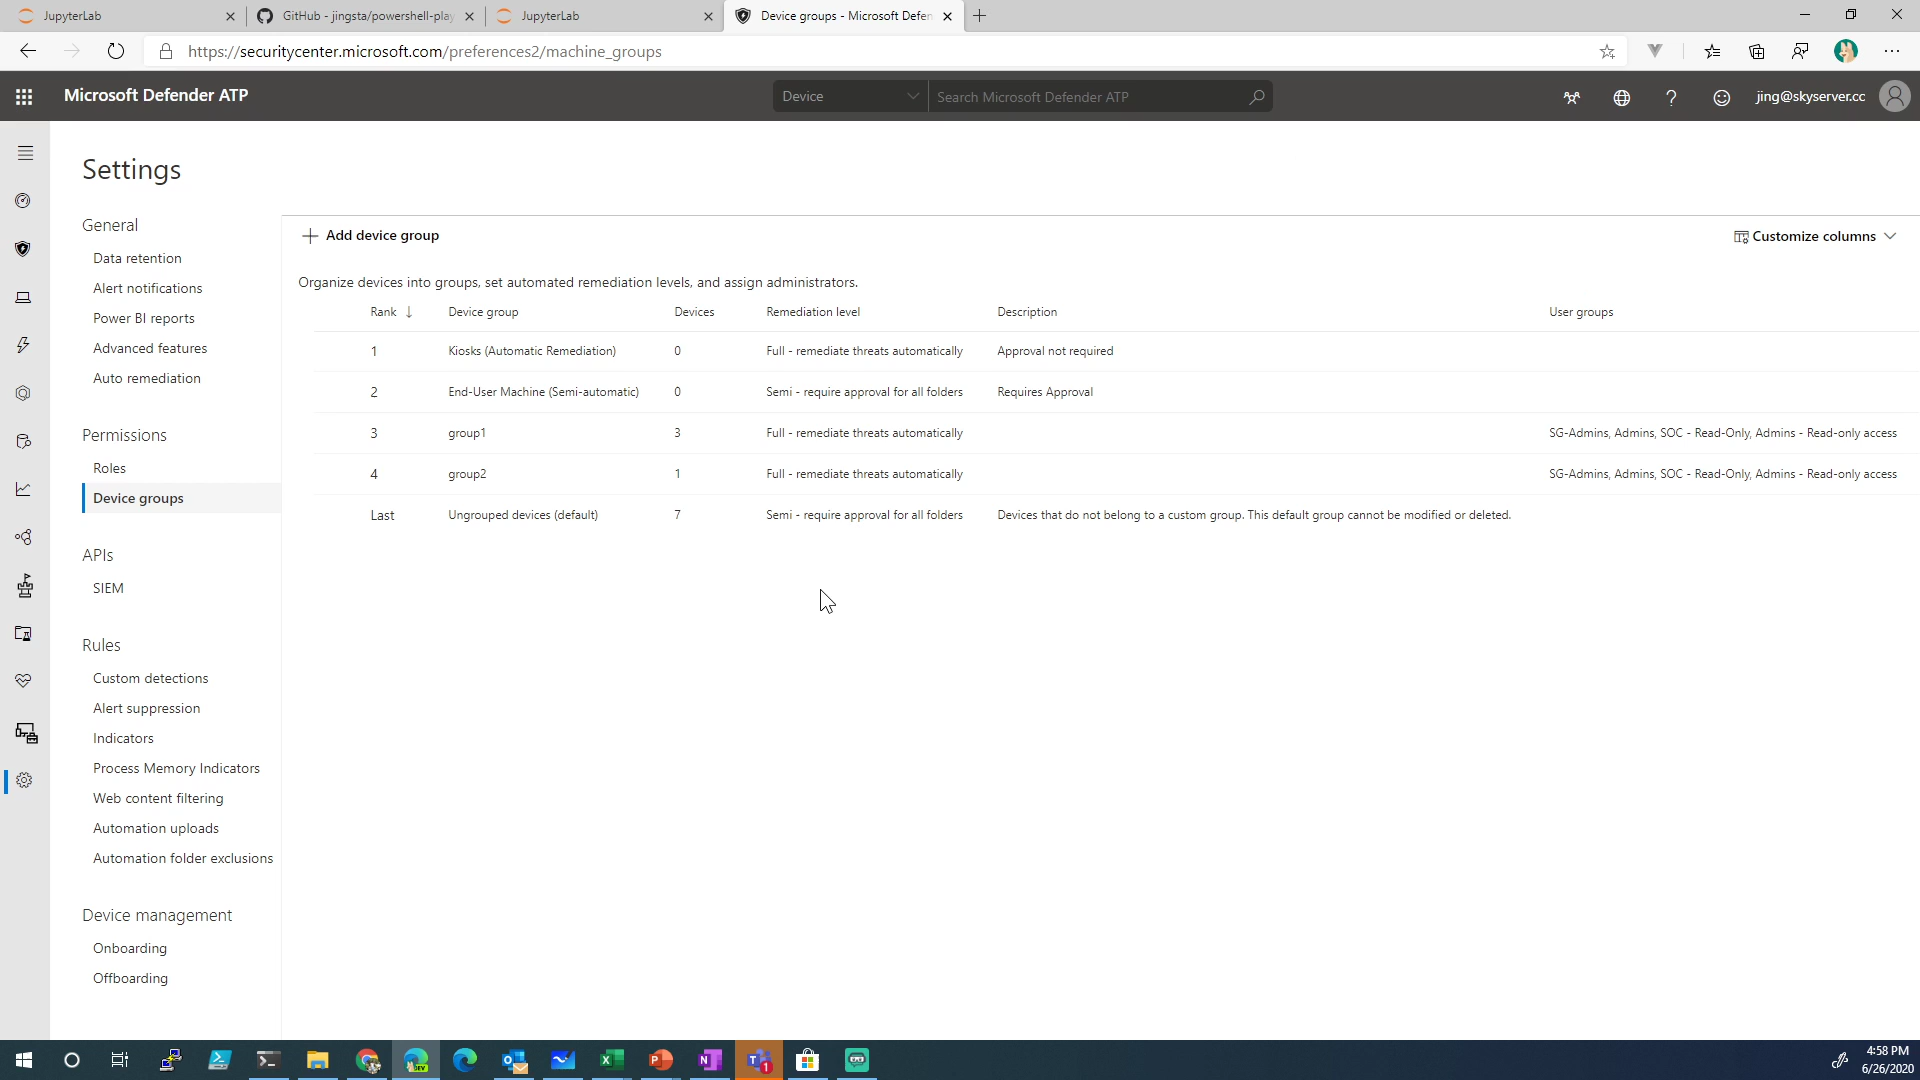 JupyterLab
GitHub - jingsta/powershell-play
JupyterLab
Device groups - Microsoft Defen
https://securitycenter.microsoft.com/preferences2/machine_groups
Microsoft Defender ATP
Device
Search Microsoft Defender ATP
jing@skyserver.cc
Settings
General
Data retention
Alert notifications
Power BI reports
Advanced features
Auto remediation
Permissions
Roles
Device groups
APIs
SIEM
Rules
Custom detections
Alert suppression
Indicators
Process Memory Indicators
Web content filtering
Automation uploads
Automation folder exclusions
Device management
Onboarding
Offboarding
Add device group
Customize columns
Organize devices into groups, set automated remediation levels, and assign administrators.
Rank Device group Devices Remediation level Description User groups
1 Kiosks (Automatic Remediation) 0 Full - remediate threats automatically Approval not required
2 End-User Machine (Semi-automatic) 0 Semi - require approval for all folders Requires Approval
3 group1 3 Full - remediate threats automatically SG-Admins, Admins, SOC - Read-Only, Admins - Read-only access
4 group2 1 Full - remediate threats automatically SG-Admins, Admins, SOC - Read-Only, Admins - Read-only access
Last Ungrouped devices (default) 7 Semi - require approval for all folders Devices that do not belong to a custom group. This default group cannot be modified or deleted.
4:58 PM
6/26/2020